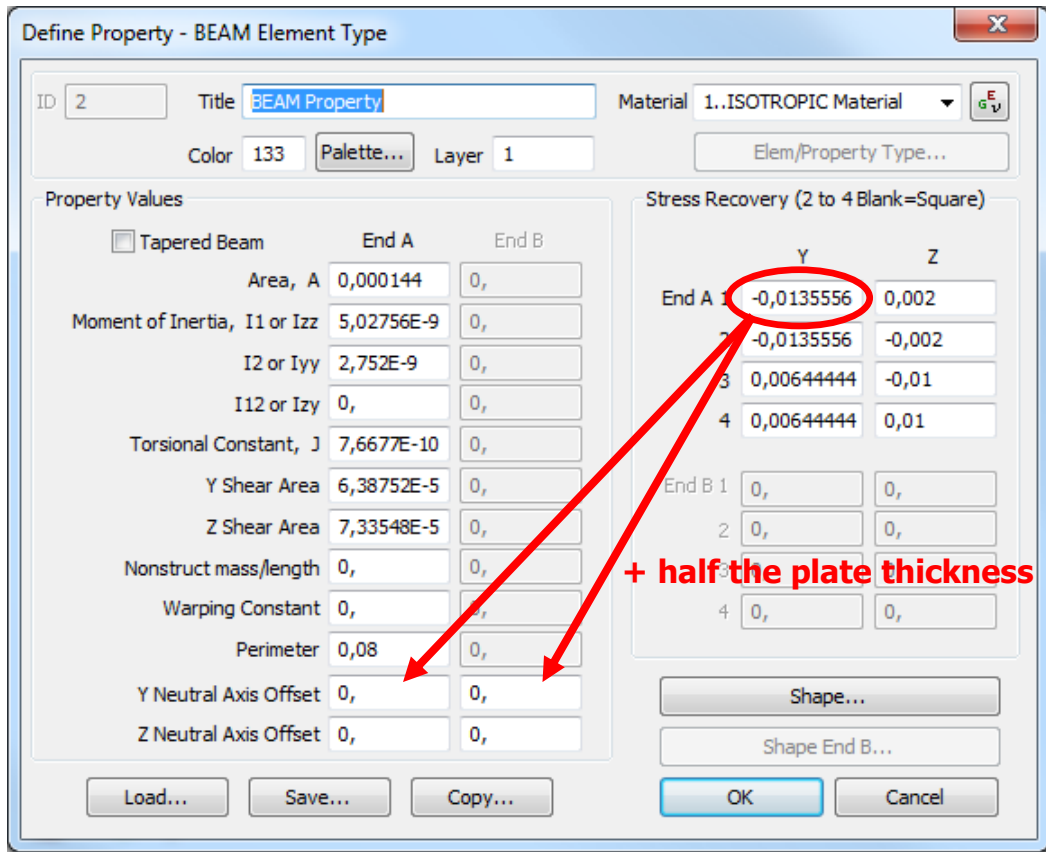 Define Property - BEAM Element Type
ID 2 Title BEAM Property Material 1..ISOTROPIC Material
Color 133 Palette... Layer 1 Elem/Property Type...
Property Values
Tapered Beam End A End B
Area, A 0,000144 0,
Moment of Inertia, I1 or Izz 5,02756E-9 0,
I2 or Iyy 2,752E-9 0,
I12 or Izy 0, 0,
Torsional Constant, J 7,6677E-10 0,
Y Shear Area 6,38752E-5 0,
Z Shear Area 7,33548E-5 0,
Nonstruct mass/length 0, 0,
Warping Constant 0, 0,
Perimeter 0,08 0,
Y Neutral Axis Offset 0, 0,
Z Neutral Axis Offset 0, 0,
Load... Save... Copy...
Stress Recovery (2 to 4 Blank=Square)
Y Z
End A 1 -0,0135556 0,002
2 -0,0135556 -0,002
3 0,00644444 -0,01
4 0,00644444 0,01
End B 1 0, 0,
2 0, 0,
3
+ half the plate thickness
4 0, 0,
Shape...
Shape End B...
OK Cancel